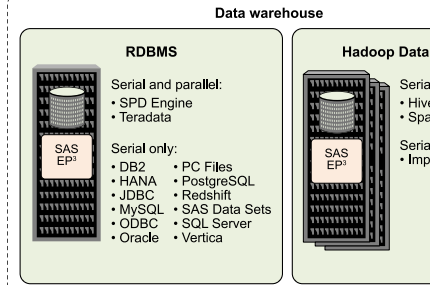 Data warehouse
RDBMS
Serial and parallel:
• SPD Engine
• Teradata
SAS
EP³
Serial only:
• DB2
• HANA
• JDBC
• MySQL
• ODBC
• Oracle
• PC Files
• PostgreSQL
• Redshift
• SAS Data Sets
• SQL Server
• Vertica
Hadoop Data
SAS
EP³